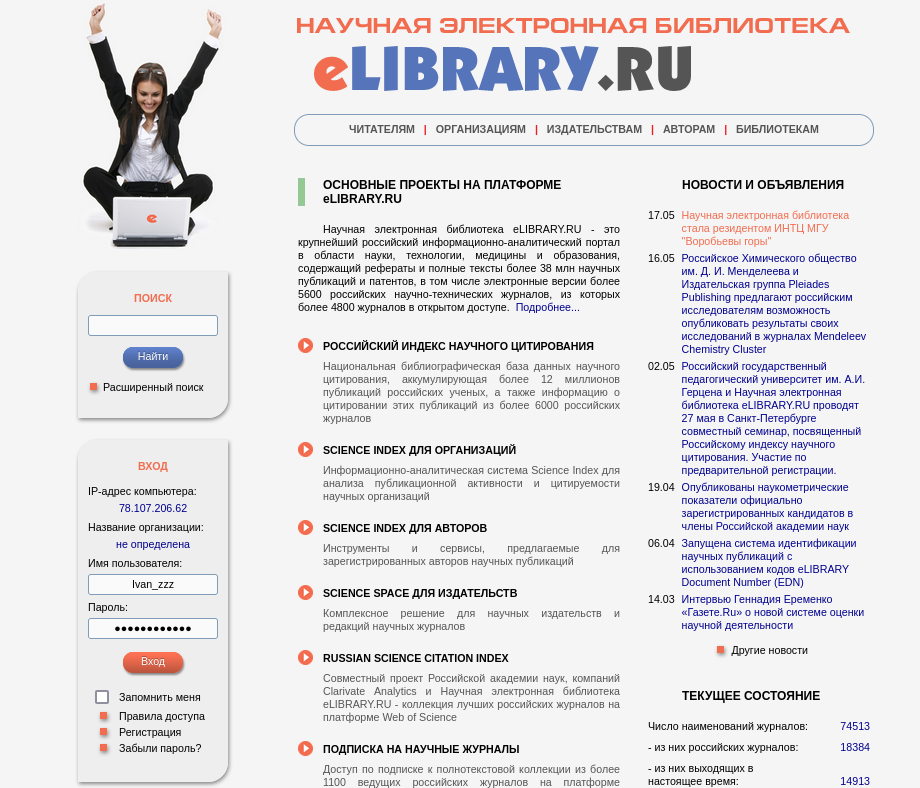 НАУЧНАЯ ЭЛЕКТРОННАЯ БИБЛИОТЕКА
eLIBRARY.RU
ЧИТАТЕЛЯМ | ОРГАНИЗАЦИЯМ | ИЗДАТЕЛЬСТВАМ | АВТОРАМ | БИБЛИОТЕКАМ
e
ПОИСК
Найти
Расширенный поиск
ВХОД
IP-адрес компьютера:
78.107.206.62
Название организации:
не определена
Имя пользователя:
Ivan_zzz
Пароль:
●●●●●●●●●●●●
Вход
Запомнить меня
Правила доступа
Регистрация
Забыли пароль?
ОСНОВНЫЕ ПРОЕКТЫ НА ПЛАТФОРМЕ
eLIBRARY.RU
Научная электронная библиотека eLIBRARY.RU - это
крупнейший российский информационно-аналитический портал
в области науки, технологии, медицины и образования,
содержащий рефераты и полные тексты более 38 млн научных
публикаций и патентов, в том числе электронные версии более
5600 российских научно-технических журналов, из которых
более 4800 журналов в открытом доступе. Подробнее...
РОССИЙСКИЙ ИНДЕКС НАУЧНОГО ЦИТИРОВАНИЯ
Национальная библиографическая база данных научного
цитирования, аккумулирующая более 12 миллионов
публикаций российских ученых, а также информацию о
цитировании этих публикаций из более 6000 российских
журналов
SCIENCE INDEX ДЛЯ ОРГАНИЗАЦИЙ
Информационно-аналитическая система Science Index для
анализа публикационной активности и цитируемости
научных организаций
SCIENCE INDEX ДЛЯ АВТОРОВ
Инструменты и сервисы, предлагаемые для
зарегистрированных авторов научных публикаций
SCIENCE SPACE ДЛЯ ИЗДАТЕЛЬСТВ
Комплексное решение для научных издательств и
редакций научных журналов
RUSSIAN SCIENCE CITATION INDEX
Совместный проект Российской академии наук, компаний
Clarivate Analytics и Научная электронная библиотека
eLIBRARY.RU - коллекция лучших российских журналов на
платформе Web of Science
ПОДПИСКА НА НАУЧНЫЕ ЖУРНАЛЫ
Доступ по подписке к полнотекстовой коллекции из более
1100 ведущих российских журналов на платформе
НОВОСТИ И ОБЪЯВЛЕНИЯ
17.05 Научная электронная библиотека
стала резидентом ИНТЦ МГУ
"Воробьевы горы"
16.05 Российское Химического общество
им. Д. И. Менделеева и
Издательская группа Pleiades
Publishing предлагают российским
исследователям возможность
опубликовать результаты своих
исследований в журналах Mendeleev
Chemistry Cluster
02.05 Российский государственный
педагогический университет им. А.И.
Герцена и Научная электронная
библиотека eLIBRARY.RU проводят
27 мая в Санкт-Петербурге
совместный семинар, посвященный
Российскому индексу научного
цитирования. Участие по
предварительной регистрации.
19.04 Опубликованы наукометрические
показатели официально
зарегистрированных кандидатов в
члены Российской академии наук
06.04 Запущена система идентификации
научных публикаций с
использованием кодов eLIBRARY
Document Number (EDN)
14.03 Интервью Геннадия Еременко
«Газете.Ru» о новой системе оценки
научной деятельности
Другие новости
ТЕКУЩЕЕ СОСТОЯНИЕ
Число наименований журналов: 74513
- из них российских журналов: 18384
- из них выходящих в
настоящее время: 14913